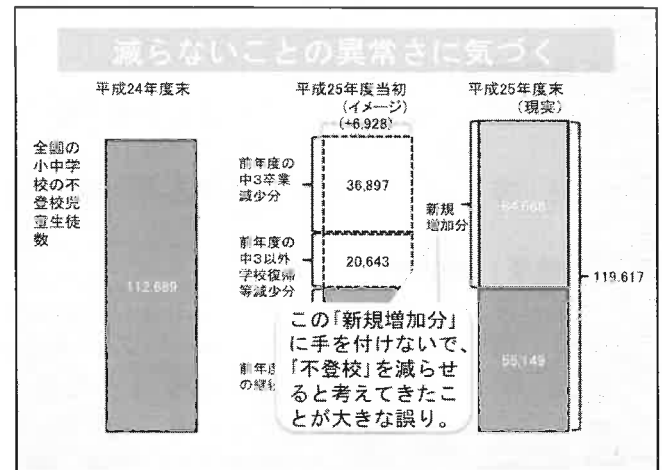 減らないことの異常さに気づく
平成24年度末
平成25年度当初
(イメージ)
(+6,928)
平成25年度末
(現実)
全国の
小中学
校の不
登校児
童生徒
数
112,689
前年度の
中3卒業
減少分
36,897
前年度の
中3以外
学校復帰
等減少分
20,643
前年
の継
この「新規増加分」
に手を付けないで、
「不登校」を減らせ
ると考えてきたこ
とが大きな誤り。
新規
増加分
55,149
119,617